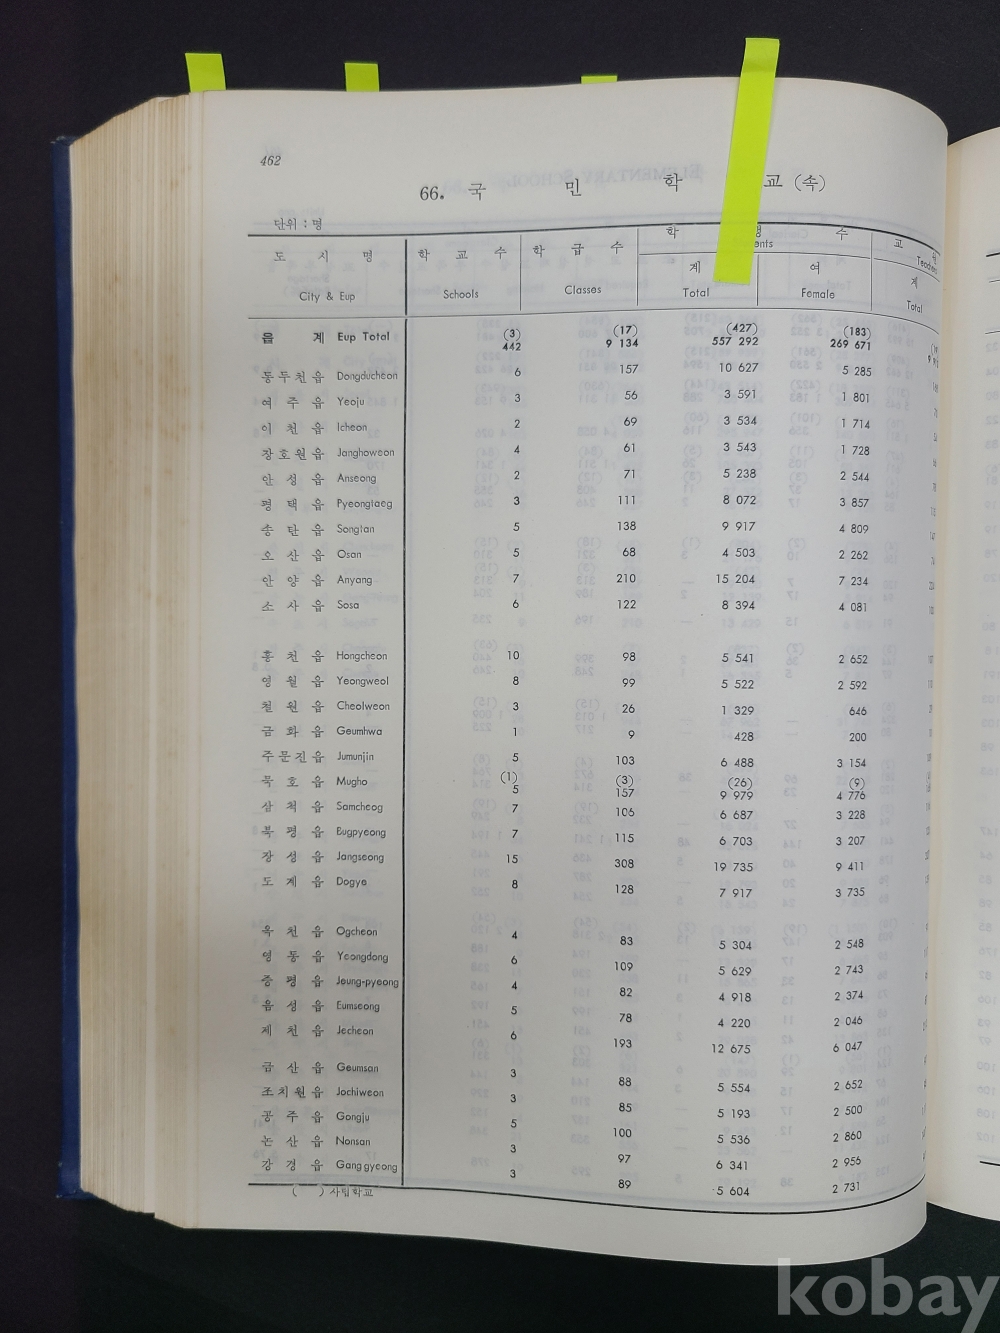 462
66. 국 민 학 교 (속)
단위 : 명
도 시 명 학 교 수 학 급 수 학 수 교
계 여 계
City & Eup Schools Classes Total Female Total
읍 계 Eup Total (3) 442 (17) 9 134 (427) 557 292 (183) 269 671
동두천읍 Dongducheon 6 157 10 627 5 285
여 주 읍 Yeoju 3 56 3 591 1 801
이 천 읍 Icheon 2 69 3 534 1 714
장호원읍 Janghoweon 4 61 3 543 1 728
안 성 읍 Anseong 2 71 5 238 2 544
평 택 읍 Pyeongtaeg 3 111 8 072 3 857
송 탄 읍 Songtan 5 138 9 917 4 809
오 산 읍 Osan 5 68 4 503 2 262
안 양 읍 Anyang 7 210 15 204 7 234
소 사 읍 Sosa 6 122 8 394 4 081
홍 천 읍 Hongcheon 10 98 5 541 2 652
영 월 읍 Yeongweol 8 99 5 522 2 592
철 원 읍 Cheolweon 3 26 1 329 646
금 화 읍 Geumhwa 1 9 428 200
주문진읍 Jumunjin 5 103 6 488 3 154
묵 호 읍 Mugho (1) 5 (3) 157 (26) 9 979 (9) 4 776
삼 척 읍 Samcheog 7 106 6 687 3 228
북 평 읍 Bugpyeong 7 115 6 703 3 207
장 성 읍 Jangseong 15 308 19 735 9 411
도 계 읍 Dogye 8 128 7 917 3 735
옥 천 읍 Ogcheon 4 83 5 304 2 548
영 동 읍 Yeongdong 6 109 5 629 2 743
증 평 읍 Jeung-pyeong 4 82 4 918 2 374
음 성 읍 Eumseong 5 78 4 220 2 046
제 천 읍 Jecheon 6 193 12 675 6 047
금 산 읍 Geumsan 3 88 5 554 2 652
조치원읍 Jochiweon 3 85 5 193 2 500
공 주 읍 Gongju 5 100 5 536 2 860
논 산 읍 Nonsan 3 97 6 341 2 956
강 경 읍 Ganggyeong 3 89 5 604 2 731
( ) 사립학교
kobay